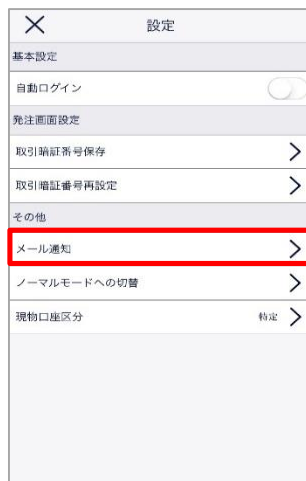 設定
基本設定
自動ログイン
発注画面設定
取引暗証番号保存
取引暗証番号再設定
その他
メール通知
ノーマルモードへの切替
現物口座区分 特定